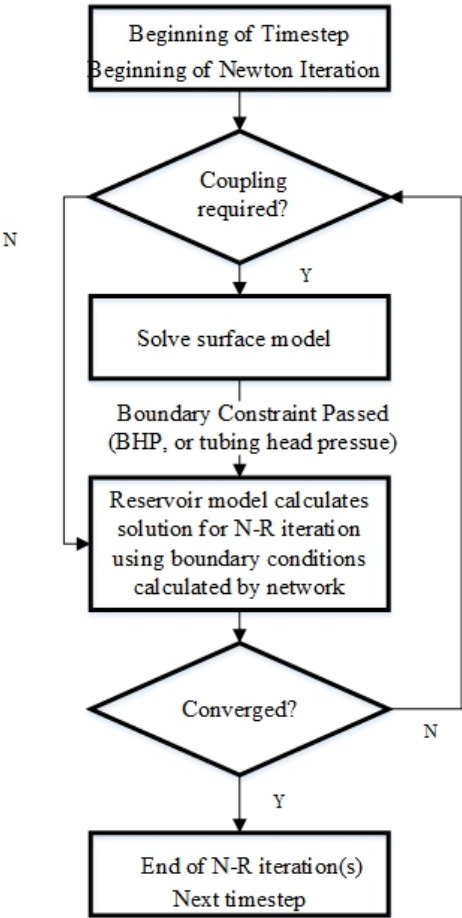 Beginning of Timestep
Beginning of Newton Iteration
Coupling
required?
N
Y
Solve surface model
Boundary Constraint Passed
(BHP, or tubing head pressue)
Reservoir model calculates
solution for N-R iteration
using boundary conditions
calculated by network
Converged?
N
Y
End of N-R iteration(s)
Next timestep